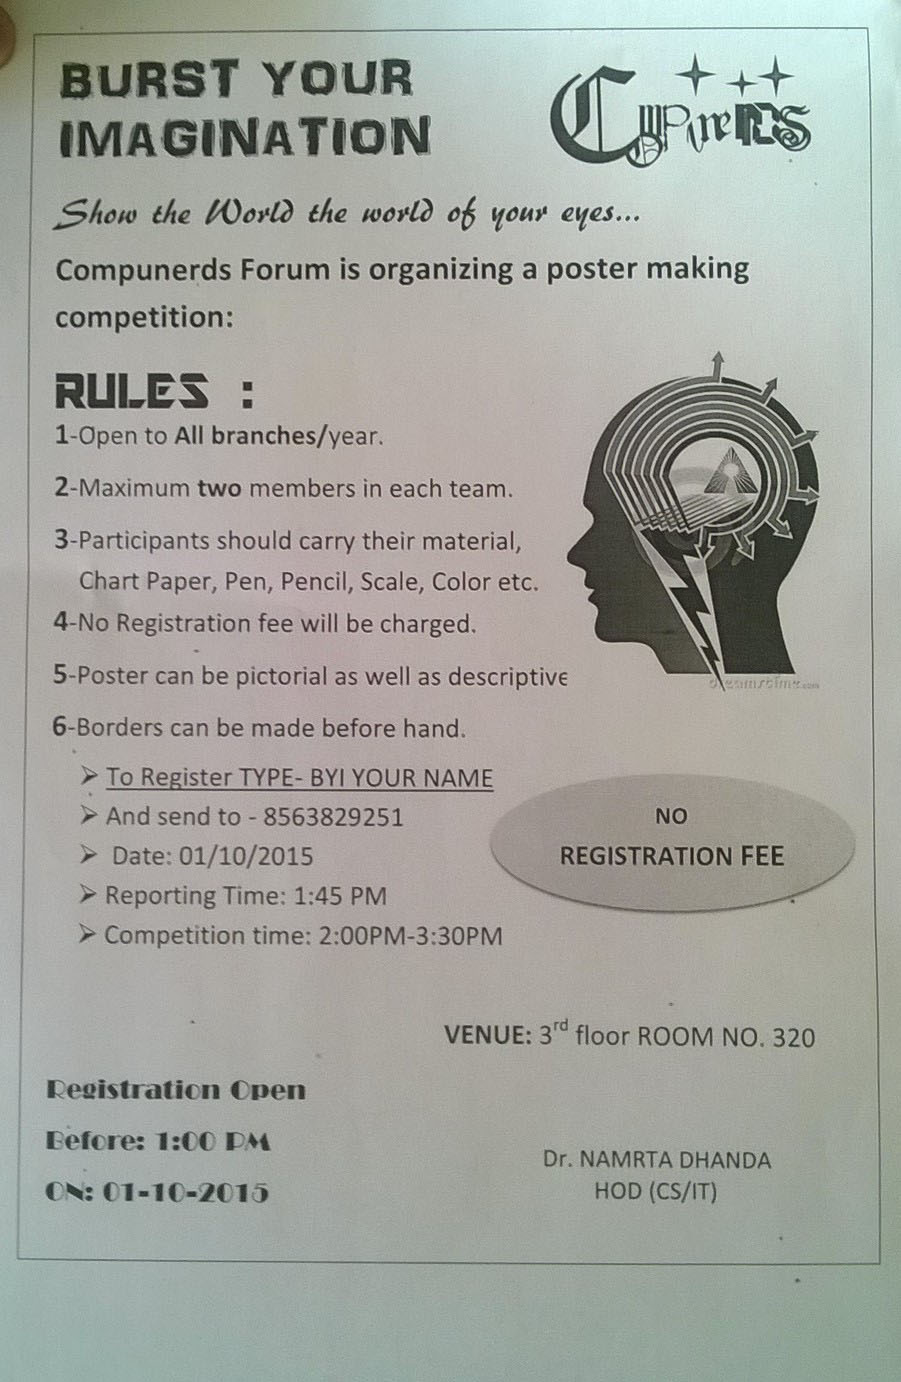 BURST YOUR
IMAGINATION
CompuneRDS
Show the World the world of your eyes...
Compunerds Forum is organizing a poster making
competition:
RULES :
1-Open to All branches/year.
2-Maximum two members in each team.
3-Participants should carry their material,
Chart Paper, Pen, Pencil, Scale, Color etc.
4-No Registration fee will be charged.
5-Poster can be pictorial as well as descriptive
dreamstime.com
6-Borders can be made before hand.
➢ To Register TYPE- BYI YOUR NAME
➢ And send to - 8563829251
➢ Date: 01/10/2015
➢ Reporting Time: 1:45 PM
➢ Competition time: 2:00PM-3:30PM
NO
REGISTRATION FEE
VENUE: 3rd floor ROOM NO. 320
Registration Open
Before: 1:00 PM
ON: 01-10-2015
Dr. NAMRTA DHANDA
HOD (CS/IT)